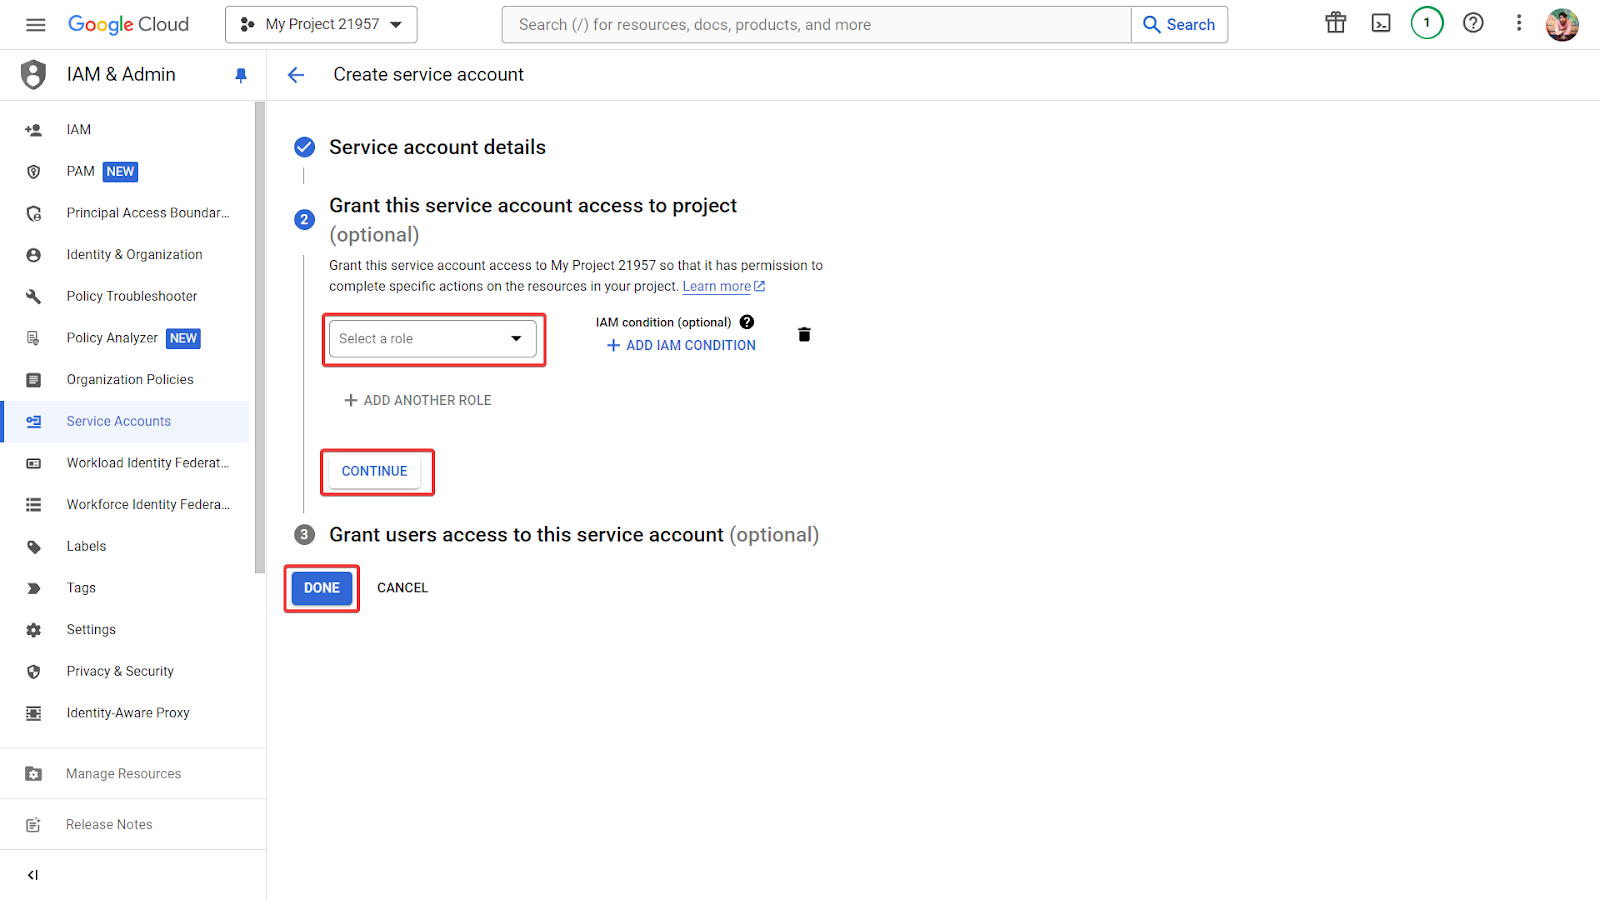 Google Cloud
My Project 21957
Search (/) for resources, docs, products, and more
Search
1
IAM & Admin
Create service account
IAM
PAM NEW
Principal Access Boundar...
Identity & Organization
Policy Troubleshooter
Policy Analyzer NEW
Organization Policies
Service Accounts
Workload Identity Federat...
Workforce Identity Federa...
Labels
Tags
Settings
Privacy & Security
Identity-Aware Proxy
Manage Resources
Release Notes
Service account details
2
Grant this service account access to project
(optional)
Grant this service account access to My Project 21957 so that it has permission to
complete specific actions on the resources in your project. Learn more
Select a role
IAM condition (optional)
+ ADD IAM CONDITION
+ ADD ANOTHER ROLE
CONTINUE
3 Grant users access to this service account (optional)
DONE
CANCEL